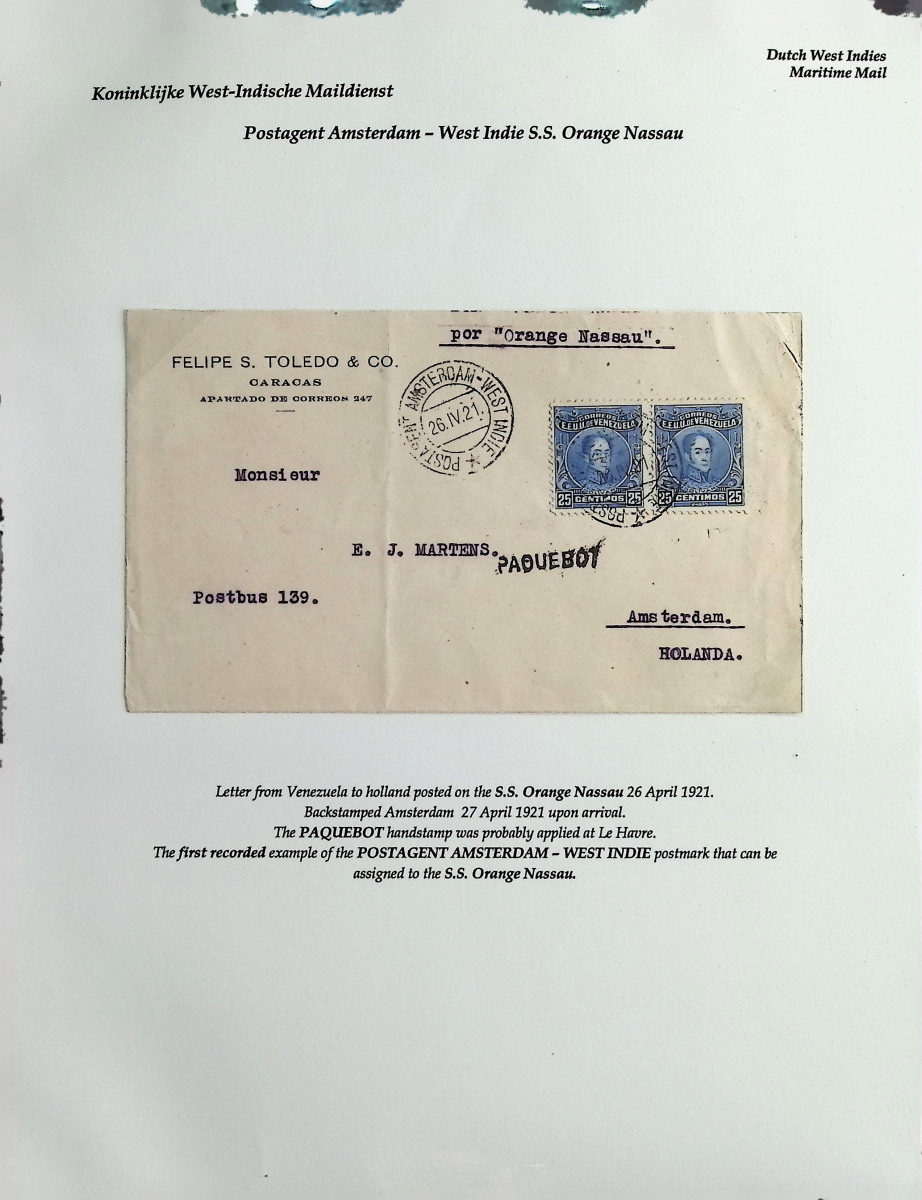 Dutch West Indies
Maritime Mail
Koninklijke West-Indische Maildienst
Postagent Amsterdam – West Indie S.S. Orange Nassau
por "Orange Nassau".
FELIPE S. TOLEDO & CO.
CARACAS
APARTADO DE CORREOS 247
POSTAGENT AMSTERDAM-WEST INDIE
26.IV.21.
CORREOS
E.E.U.U. DE VENEZUELA
25 CENTIMOS 25
CORREOS
E.E.U.U. DE VENEZUELA
25 CENTIMOS 25
Monsieur
E. J. MARTENS.
PAQUEBOT
Postbus 139.
Amsterdam.
HOLANDA.
Letter from Venezuela to holland posted on the S.S. Orange Nassau 26 April 1921.
Backstamped Amsterdam 27 April 1921 upon arrival.
The PAQUEBOT handstamp was probably applied at Le Havre.
The first recorded example of the POSTAGENT AMSTERDAM – WEST INDIE postmark that can be
assigned to the S.S. Orange Nassau.